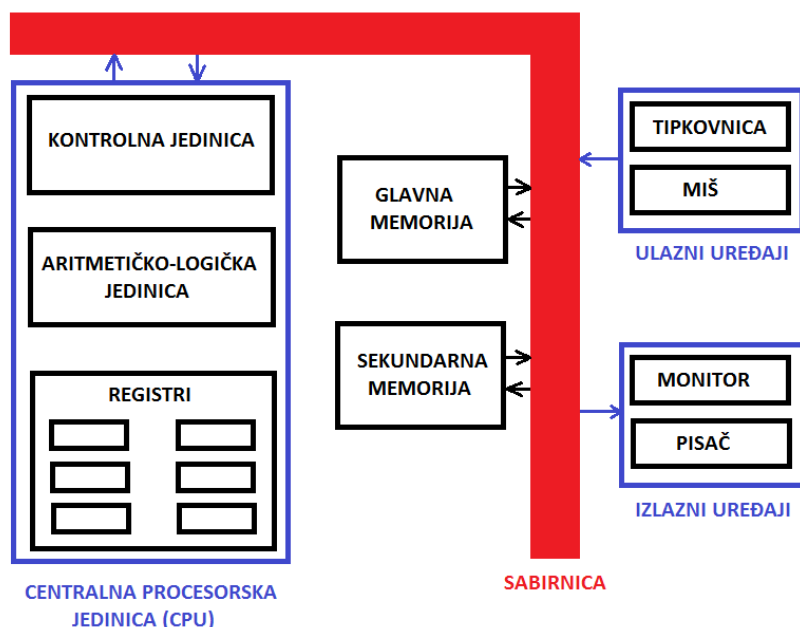 KONTROLNA JEDINICA
ARITMETIČKO-LOGIČKA
JEDINICA
REGISTRI
CENTRALNA PROCESORSKA
JEDINICA (CPU)
GLAVNA
MEMORIJA
SEKUNDARNA
MEMORIJA
SABIRNICA
TIPKOVNICA
MIŠ
ULAZNI UREĐAJI
MONITOR
PISAČ
IZLAZNI UREĐAJI